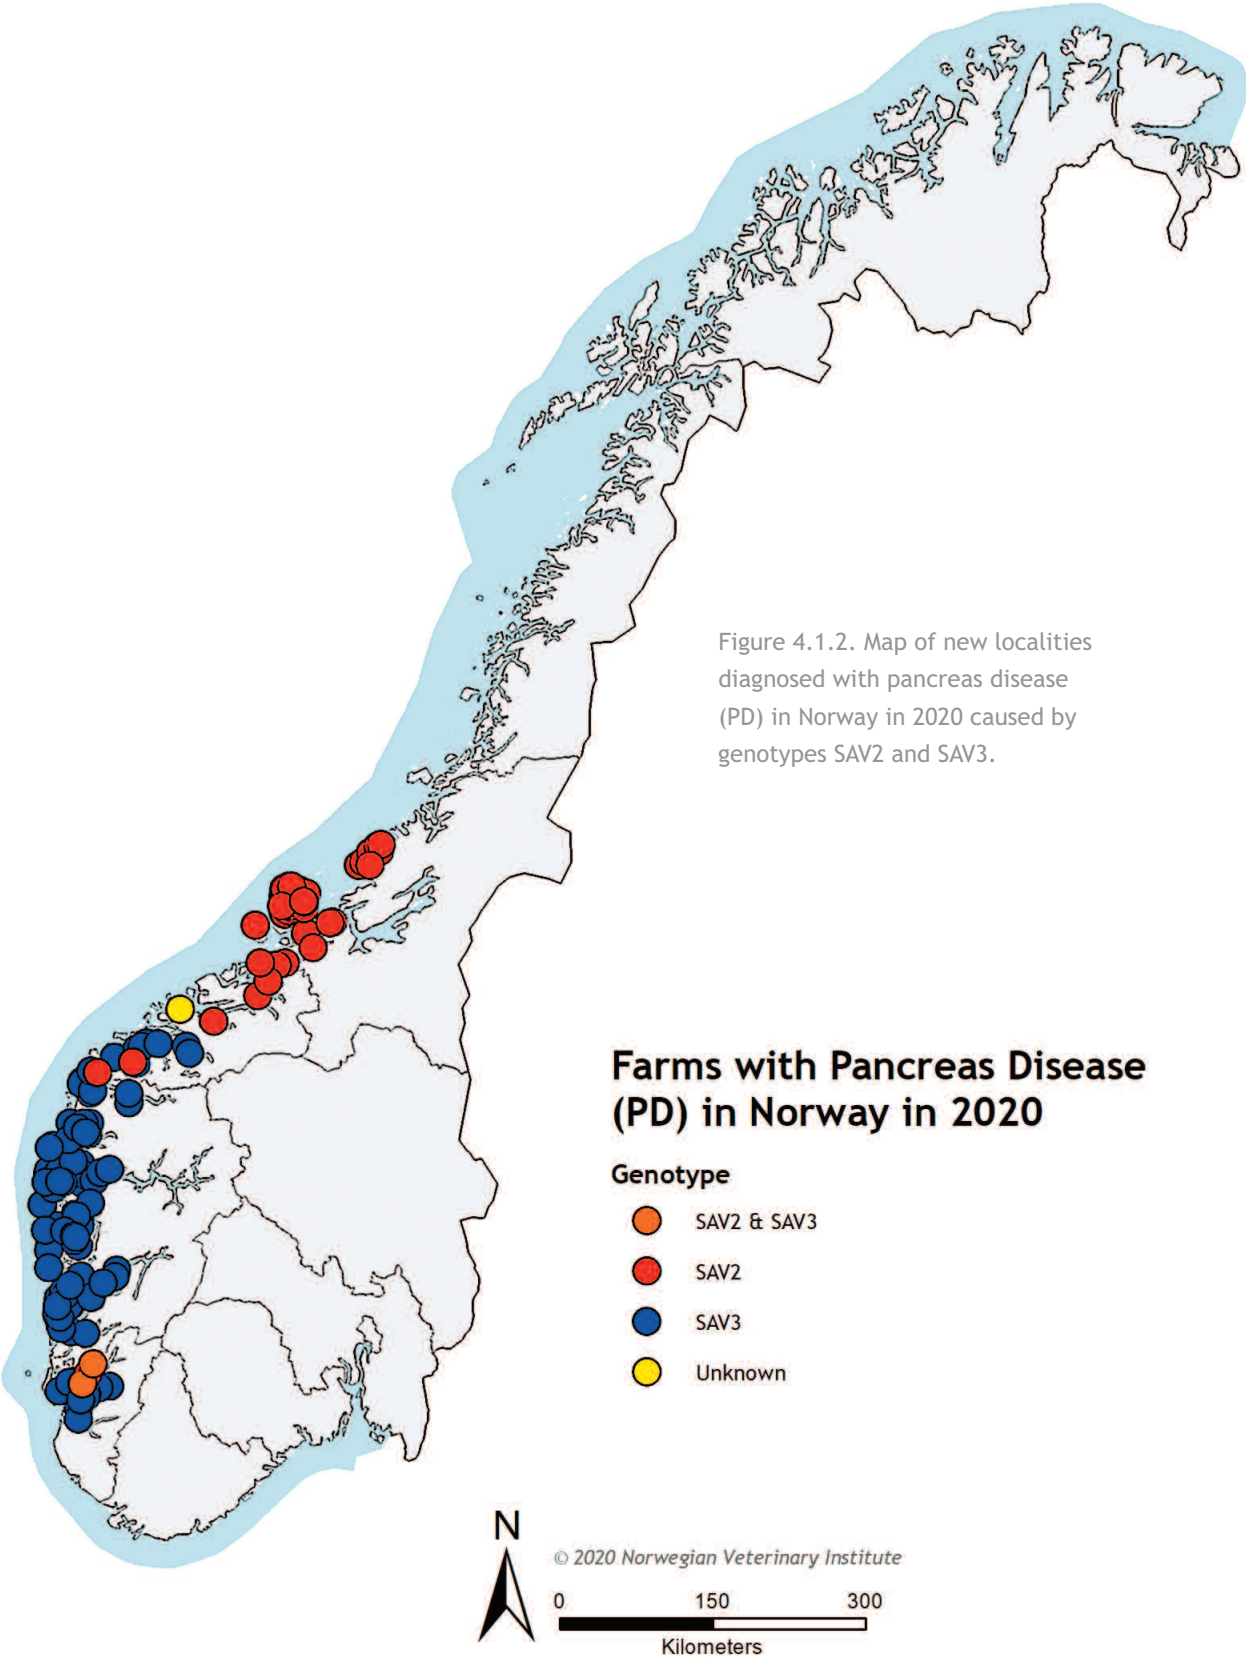 Figure 4.1.2. Map of new localities
diagnosed with pancreas disease
(PD) in Norway in 2020 caused by
genotypes SAV2 and SAV3.
Farms with Pancreas Disease
(PD) in Norway in 2020
Genotype
SAV2 & SAV3
SAV2
SAV3
Unknown
N
© 2020 Norwegian Veterinary Institute
0 150 300
Kilometers